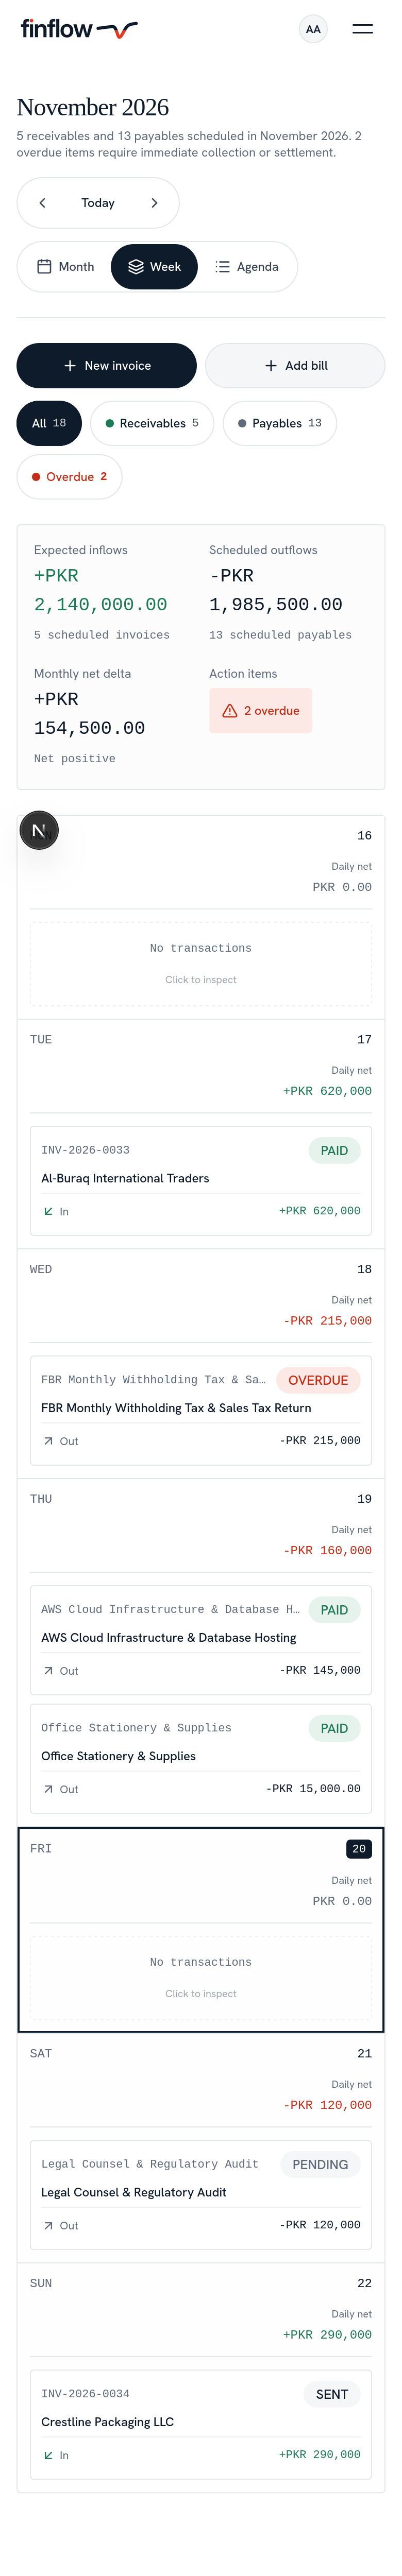 finflow
AA
November 2026
5 receivables and 13 payables scheduled in November 2026. 2
overdue items require immediate collection or settlement.
Today
Month Week Agenda
+ New invoice + Add bill
All 18 Receivables 5 Payables 13
Overdue 2
Expected inflows Scheduled outflows
+PKR -PKR
2,140,000.00 1,985,500.00
5 scheduled invoices 13 scheduled payables
Monthly net delta Action items
+PKR 2 overdue
154,500.00
Net positive
N 16
Daily net
PKR 0.00
No transactions
Click to inspect
TUE 17
Daily net
+PKR 620,000
INV-2026-0033 PAID
Al-Buraq International Traders
In +PKR 620,000
WED 18
Daily net
-PKR 215,000
FBR Monthly Withholding Tax & Sa… OVERDUE
FBR Monthly Withholding Tax & Sales Tax Return
Out -PKR 215,000
THU 19
Daily net
-PKR 160,000
AWS Cloud Infrastructure & Database H… PAID
AWS Cloud Infrastructure & Database Hosting
Out -PKR 145,000
Office Stationery & Supplies PAID
Office Stationery & Supplies
Out -PKR 15,000.00
FRI 20
Daily net
PKR 0.00
No transactions
Click to inspect
SAT 21
Daily net
-PKR 120,000
Legal Counsel & Regulatory Audit PENDING
Legal Counsel & Regulatory Audit
Out -PKR 120,000
SUN 22
Daily net
+PKR 290,000
INV-2026-0034 SENT
Crestline Packaging LLC
In +PKR 290,000